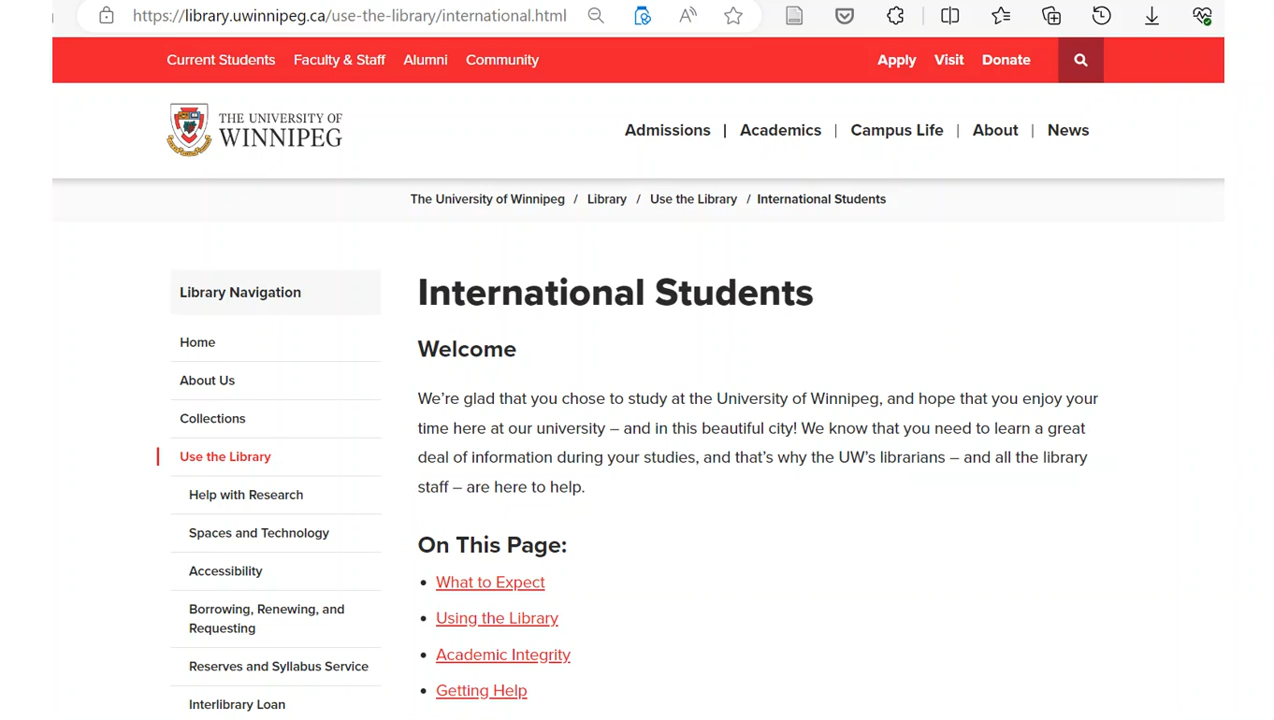 https://library.uwinnipeg.ca/use-the-library/international.html
Current Students Faculty & Staff Alumni Community Apply Visit Donate
THE UNIVERSITY OF
WINNIPEG
Admissions | Academics | Campus Life | About | News
The University of Winnipeg / Library / Use the Library / International Students
Library Navigation
Home
About Us
Collections
Use the Library
Help with Research
Spaces and Technology
Accessibility
Borrowing, Renewing, and
Requesting
Reserves and Syllabus Service
Interlibrary Loan
International Students
Welcome
We’re glad that you chose to study at the University of Winnipeg, and hope that you enjoy your
time here at our university – and in this beautiful city! We know that you need to learn a great
deal of information during your studies, and that’s why the UW’s librarians – and all the library
staff – are here to help.
On This Page:
• What to Expect
• Using the Library
• Academic Integrity
• Getting Help